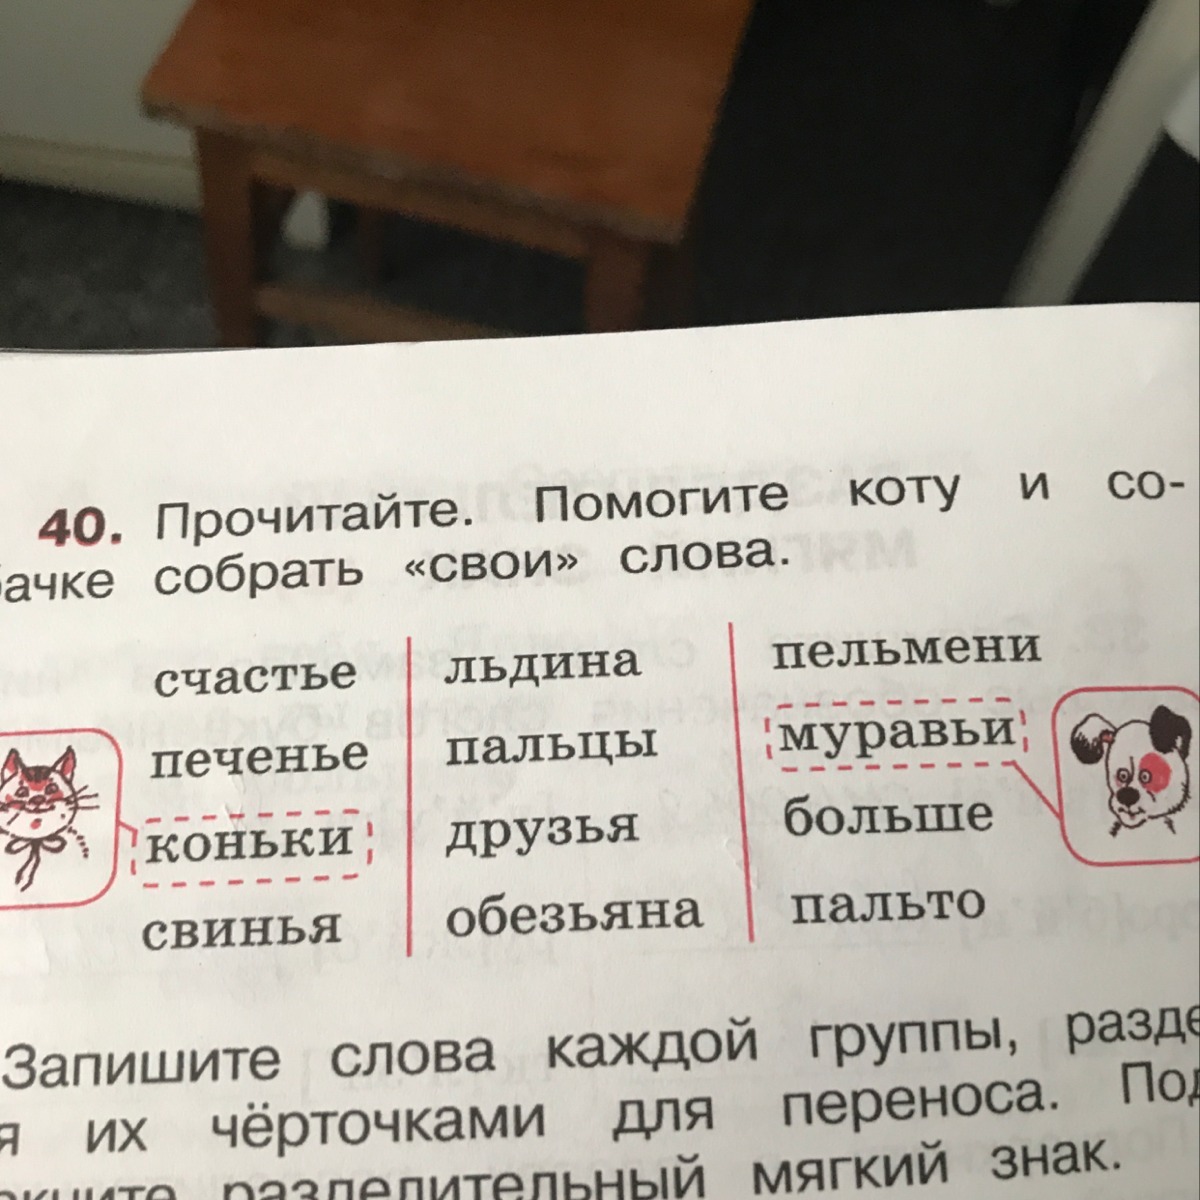 40. Прочитайте. Помогите коту и со-
бачке собрать «свои» слова.
счастье льдина пельмени
печенье пальцы муравьи
коньки друзья больше
свинья обезьяна пальто
Запишите слова каждой группы, разде
я их чёрточками для переноса. Под
разделительный мягкий знак.